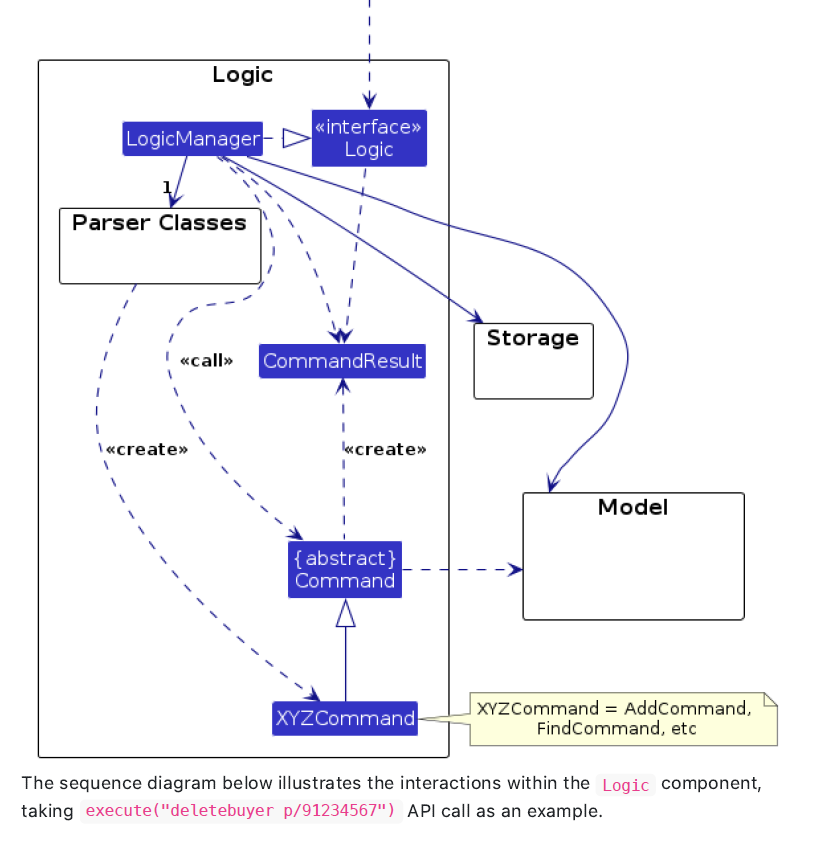 Logic
LogicManager
«interface»
Logic
1
Parser Classes
Storage
CommandResult
«call»
«create»
«create»
Model
{abstract}
Command
XYZCommand
XYZCommand = AddCommand,
FindCommand, etc
The sequence diagram below illustrates the interactions within the Logic component,
taking execute("deletebuyer p/91234567") API call as an example.